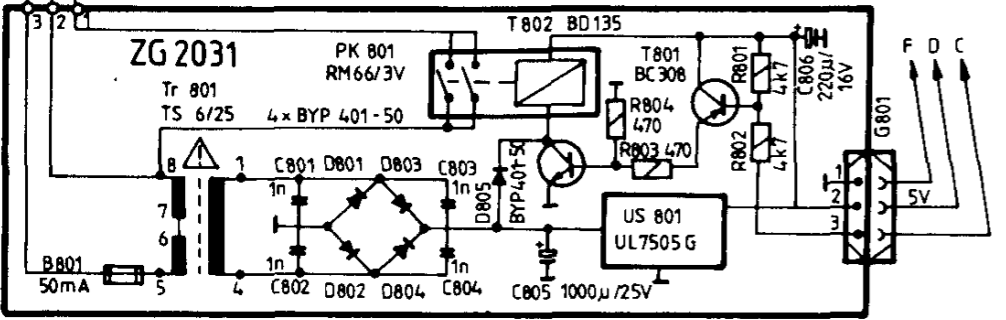 3 2 1
ZG 2031
Tr 801
TS 6/25
PK 801
RM66/3V
4 x BYP 401-50
T802 BD135
T801
BC308
R801
4k7
C806
220µ/
16V
R804
470
R803 470
R802
4k7
G801
F D C
8
7
6
5
1
4
C801
1n
D801
D803
C803
1n
D805
BYP401-50
US 801
UL7505G
1
2
3
5V
B801
50mA
1n
C802
D802
D804
1n
C804
C805 1000µ/25V